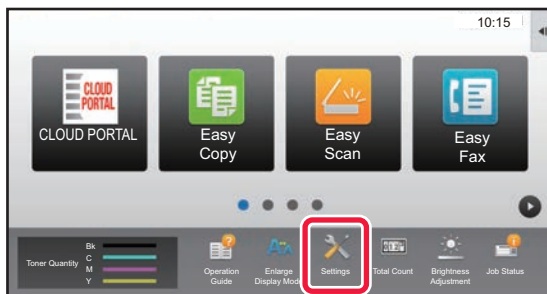 10:15
CLOUD
PORTAL
CLOUD PORTAL
Easy
Copy
Easy
Scan
Easy
Fax
Toner Quantity
Bk
C
M
Y
Operation
Guide
Enlarge
Display Mode
Settings
Total Count
Brightness
Adjustment
Job Status